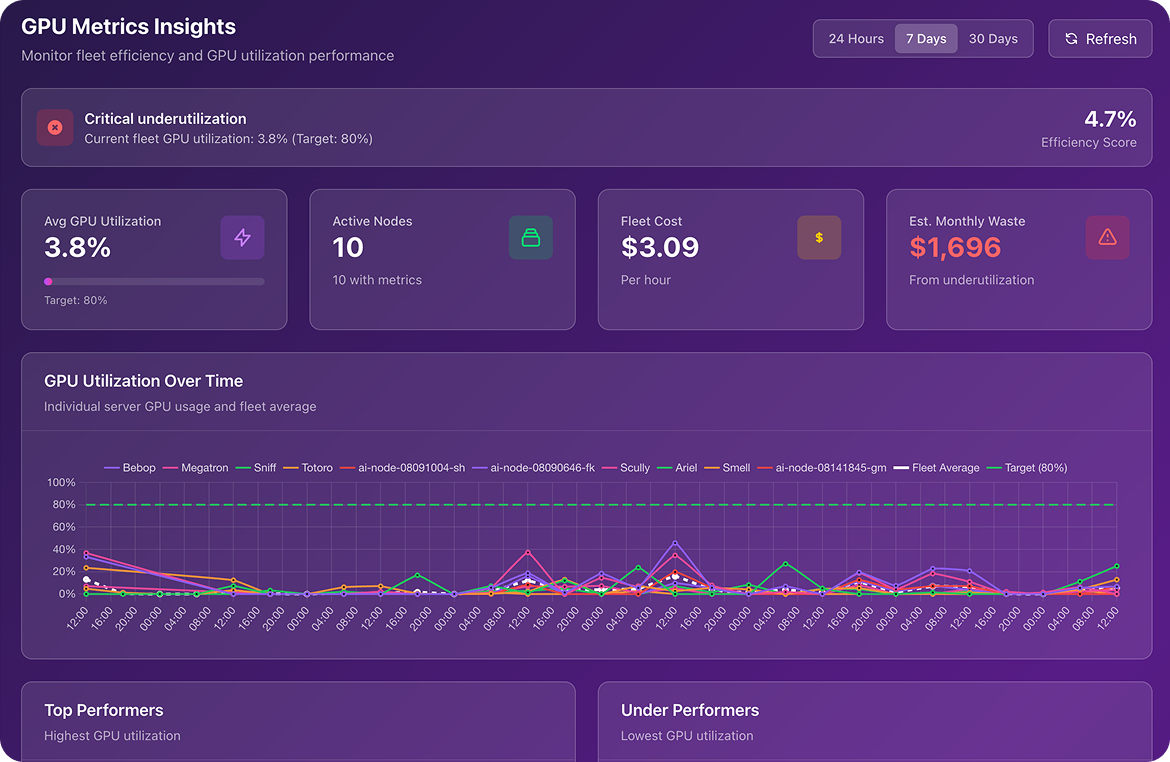 GPU Metrics Insights
Monitor fleet efficiency and GPU utilization performance
24 Hours 7 Days 30 Days Refresh
Critical underutilization
Current fleet GPU utilization: 3.8% (Target: 80%)
4.7%
Efficiency Score
Avg GPU Utilization
3.8%
Target: 80%
Active Nodes
10
10 with metrics
Fleet Cost
$3.09
Per hour
$
Est. Monthly Waste
$1,696
From underutilization
GPU Utilization Over Time
Individual server GPU usage and fleet average
Bebop Megatron Sniff Totoro ai-node-08091004-sh ai-node-08090646-fk Scully Ariel Smell ai-node-08141845-gm Fleet Average Target (80%)
100%
80%
60%
40%
20%
0%
12:00 16:00 20:00 00:00 04:00 08:00 12:00 16:00 20:00 00:00 04:00 08:00 12:00 16:00 20:00 00:00 04:00 08:00 12:00 16:00 20:00 00:00 04:00 08:00 12:00 16:00 20:00 00:00 04:00 08:00 12:00 16:00 20:00 00:00 04:00 08:00 12:00 16:00 20:00 00:00 04:00 08:00 12:00
Top Performers
Highest GPU utilization
Under Performers
Lowest GPU utilization